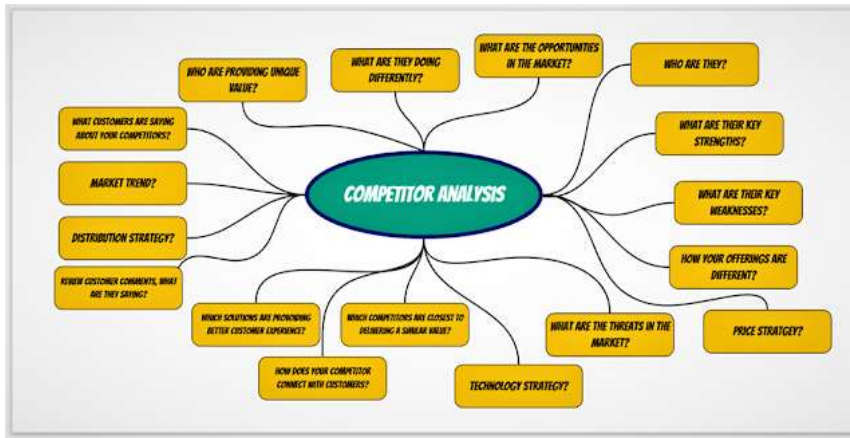 WHAT ARE THE OPPORTUNITIES
IN THE MARKET?
WHAT ARE THEY DOING
DIFFERENTLY?
WHO ARE PROVIDING UNIQUE
VALUE?
WHO ARE THEY?
WHAT CUSTOMERS ARE SAYING
ABOUT YOUR COMPETITORS?
WHAT ARE THEIR KEY
STRENGTHS?
MARKET TREND?
COMPETITOR ANALYSIS
WHAT ARE THEIR KEY
WEAKNESSES?
DISTRIBUTION STRATEGY?
HOW YOUR OFFERINGS ARE
DIFFERENT?
REVIEW CUSTOMER COMMENTS, WHAT
ARE THEY SAYING?
WHICH SOLUTIONS ARE PROVODING
BETTER CUSTOMER EXPERIENCE?
WHICH COMPETITORS ARE CLOSEST TO
DELIVERING A SIMILAR VALUE?
WHAT ARE THE THREATS IN THE
MARKET?
PRICE STRATGEY?
HOW DOES YOUR COMPETITOR
CONNECT WITH CUSTOMERS?
TECHNOLOGY STRATEGY?